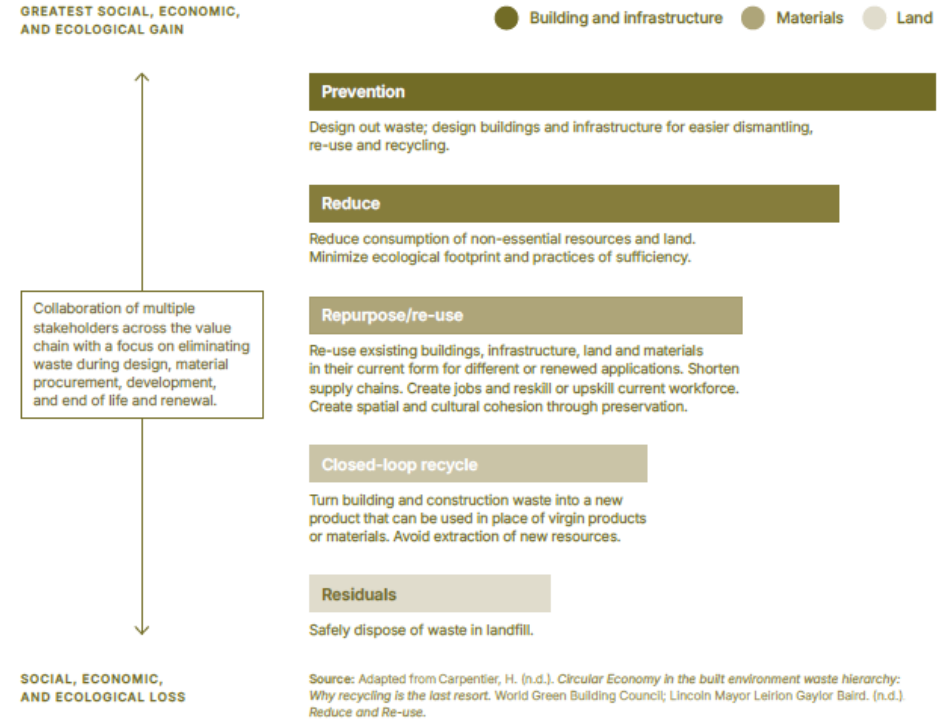 GREATEST SOCIAL, ECONOMIC,
AND ECOLOGICAL GAIN
Building and infrastructure
Materials
Land
Prevention
Design out waste; design buildings and infrastructure for easier dismantling,
re-use and recycling.
Reduce
Reduce consumption of non-essential resources and land.
Minimize ecological footprint and practices of sufficiency.
Collaboration of multiple
stakeholders across the value
chain with a focus on eliminating
waste during design, material
procurement, development,
and end of life and renewal.
Repurpose/re-use
Re-use exsisting buildings, infrastructure, land and materials
in their current form for different or renewed applications. Shorten
supply chains. Create jobs and reskill or upskill current workforce.
Create spatial and cultural cohesion through preservation.
Closed-loop recycle
Turn building and construction waste into a new
product that can be used in place of virgin products
or materials. Avoid extraction of new resources.
Residuals
Safely dispose of waste in landfill.
SOCIAL, ECONOMIC,
AND ECOLOGICAL LOSS
Source: Adapted from Carpentier, H. (n.d.). Circular Economy in the built environment waste hierarchy:
Why recycling is the last resort. World Green Building Council; Lincoln Mayor Leirion Gaylor Baird. (n.d.).
Reduce and Re-use.